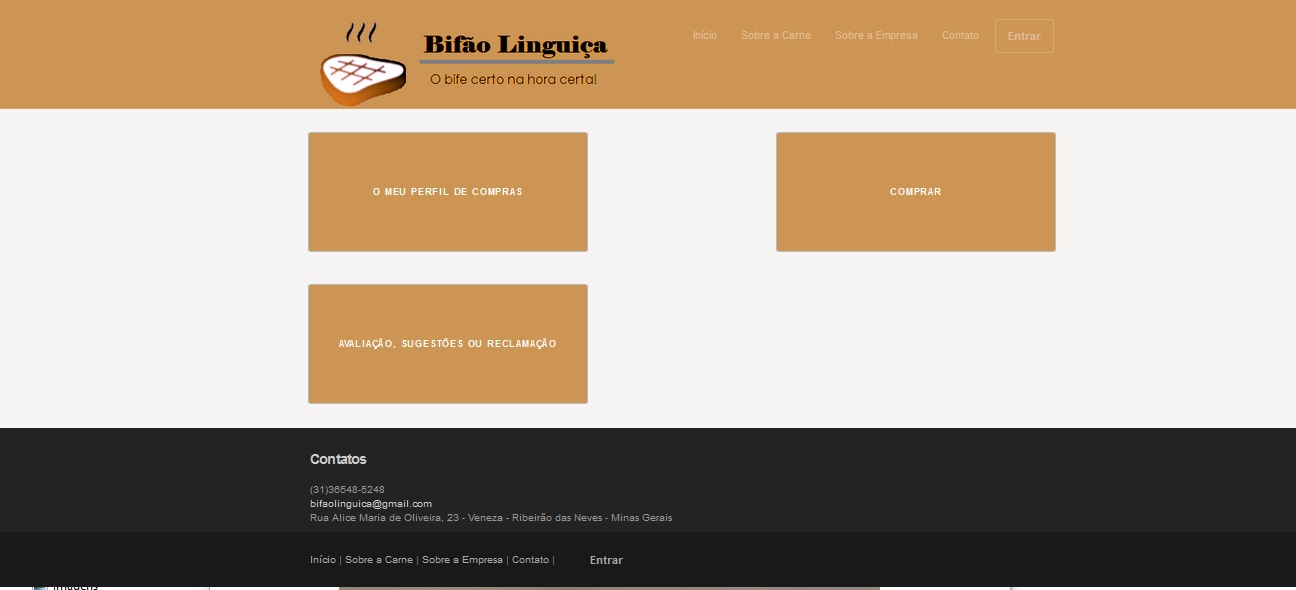 Bifão Linguiça
O bife certo na hora certa!
Início Sobre a Carne Sobre a Empresa Contato Entrar
O MEU PERFIL DE COMPRAS
COMPRAR
AVALIAÇÃO, SUGESTÕES OU RECLAMAÇÃO
Contatos
(31)36548-5248
bifaolinguica@gmail.com
Rua Alice Maria de Oliveira, 23 - Veneza - Ribeirão das Neves - Minas Gerais
Início | Sobre a Carne | Sobre a Empresa | Contato | Entrar